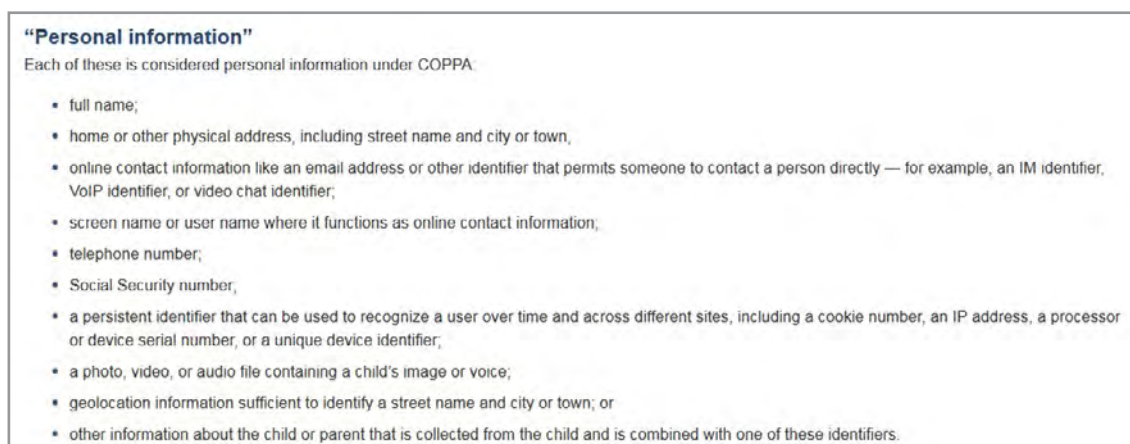 “Personal information”
Each of these is considered personal information under COPPA:
• full name;
• home or other physical address, including street name and city or town,
• online contact information like an email address or other identifier that permits someone to contact a person directly — for example, an IM identifier,
VoIP identifier, or video chat identifier;
• screen name or user name where it functions as online contact information;
• telephone number;
• Social Security number;
• a persistent identifier that can be used to recognize a user over time and across different sites, including a cookie number, an IP address, a processor
or device serial number, or a unique device identifier;
• a photo, video, or audio file containing a child's image or voice;
• geolocation information sufficient to identify a street name and city or town; or
• other information about the child or parent that is collected from the child and is combined with one of these identifiers.